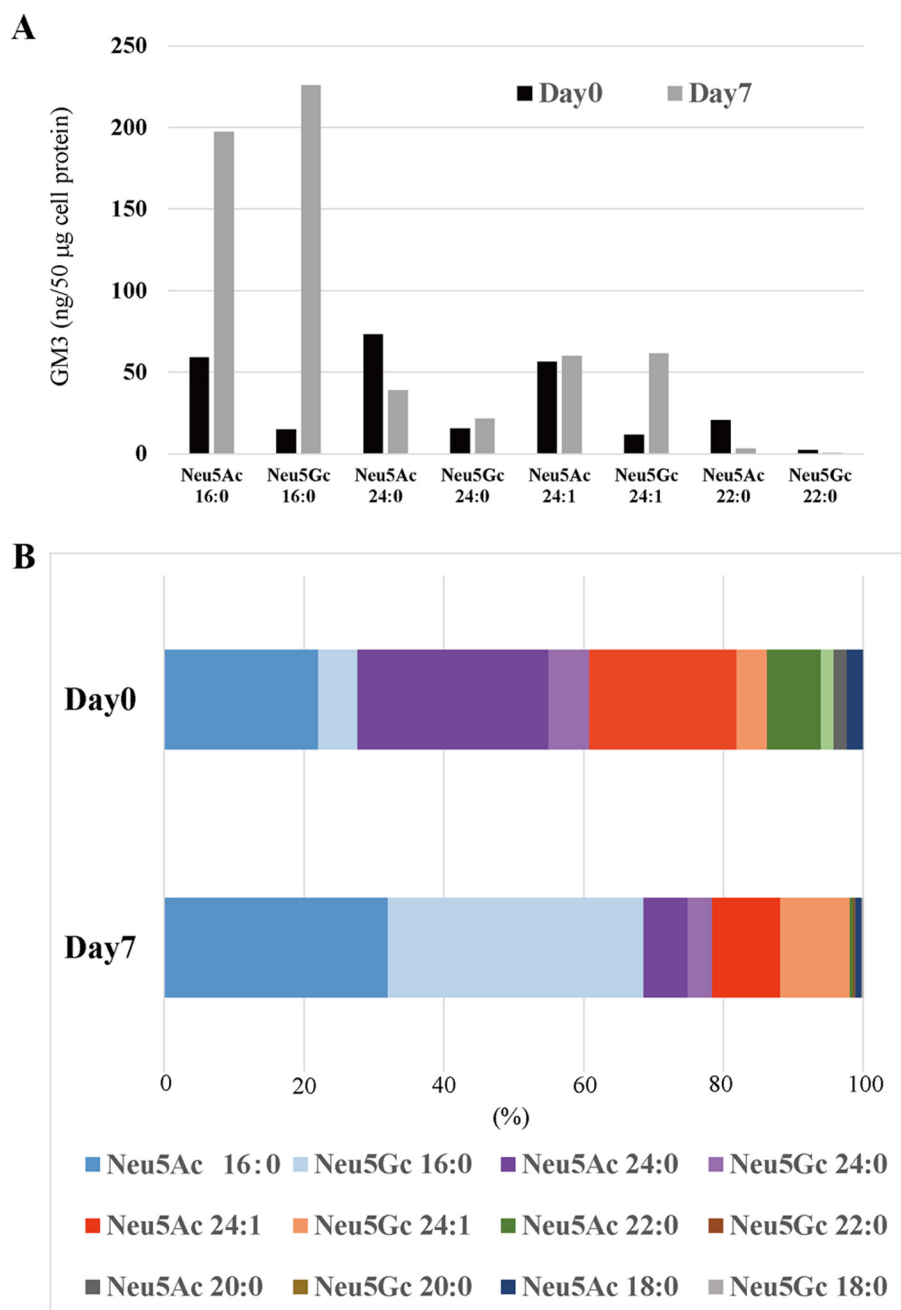 A
250
Day0 Day7
200
150
100
50
0
GM3 (ng/50 µg cell protein)
Neu5Ac Neu5Gc Neu5Ac Neu5Gc Neu5Ac Neu5Gc Neu5Ac Neu5Gc
16:0 16:0 24:0 24:0 24:1 24:1 22:0 22:0
B
Day0
Day7
0 20 40 60 80 100
(%)
Neu5Ac 16:0 Neu5Gc 16:0 Neu5Ac 24:0 Neu5Gc 24:0
Neu5Ac 24:1 Neu5Gc 24:1 Neu5Ac 22:0 Neu5Gc 22:0
Neu5Ac 20:0 Neu5Gc 20:0 Neu5Ac 18:0 Neu5Gc 18:0